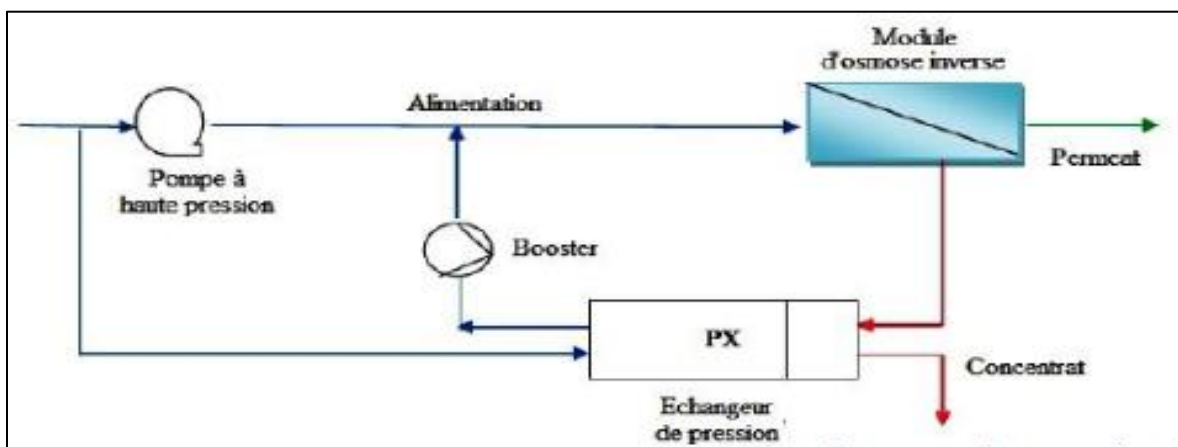 Module
d'osmose inverse
Alimentation
Permeat
Pompe à
haute pression
Booster
PX
Concentrat
Echangeur
de pression